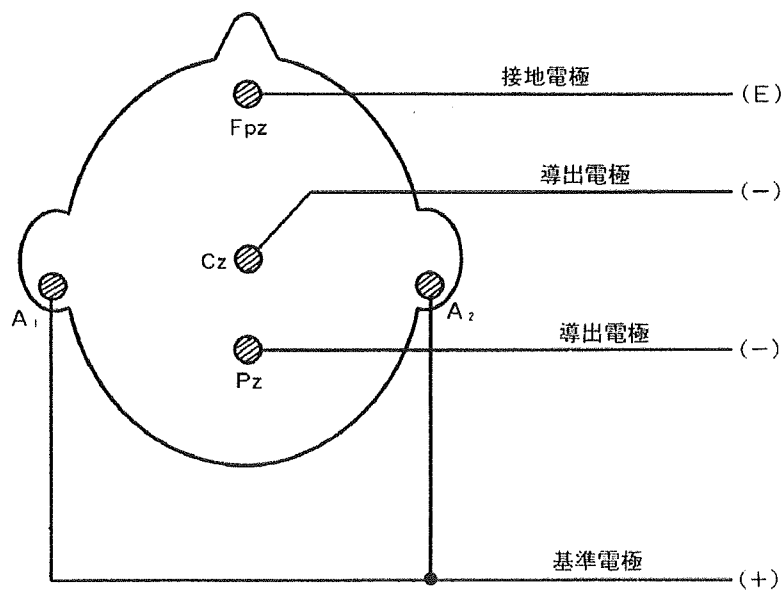 接地電極 (E)
Fpz
導出電極 (-)
Cz
A₁ A₂
導出電極 (-)
Pz
基準電極 (+)